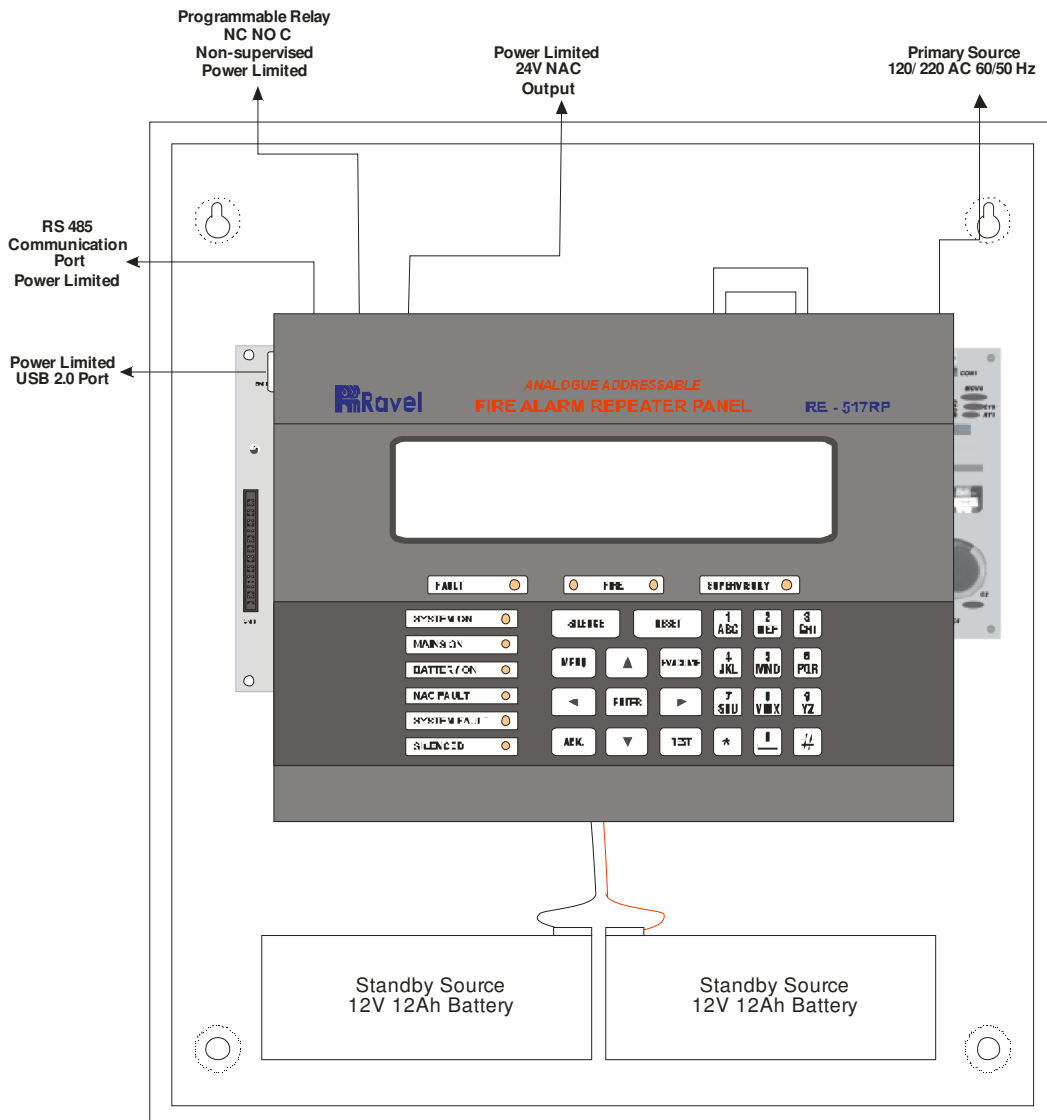 Programmable Relay
NC NO C
Non-supervised
Power Limited
Power Limited
24V NAC
Output
Primary Source
120/ 220 AC 60/50 Hz
RS 485
Communication
Port
Power Limited
Power Limited
USB 2.0 Port
Ravel
ANALOGUE ADDRESSABLE
FIRE ALARM REPEATER PANEL
RE - 517RP
COM1
FAULT
FIRE
SUPERVISORY
SYSTEM ON
MAINS ON
BATTERY ON
NAC FAULT
SYSTEM FAULT
SILENCED
SILENCE
RESET
1
ABC
2
DEF
3
GHI
MENU
EVACUATE
4
JKL
5
MNO
6
PQR
ENTER
7
STU
8
VWX
9
YZ
ACK.
TEST
*
#
Standby Source
12V 12Ah Battery
Standby Source
12V 12Ah Battery